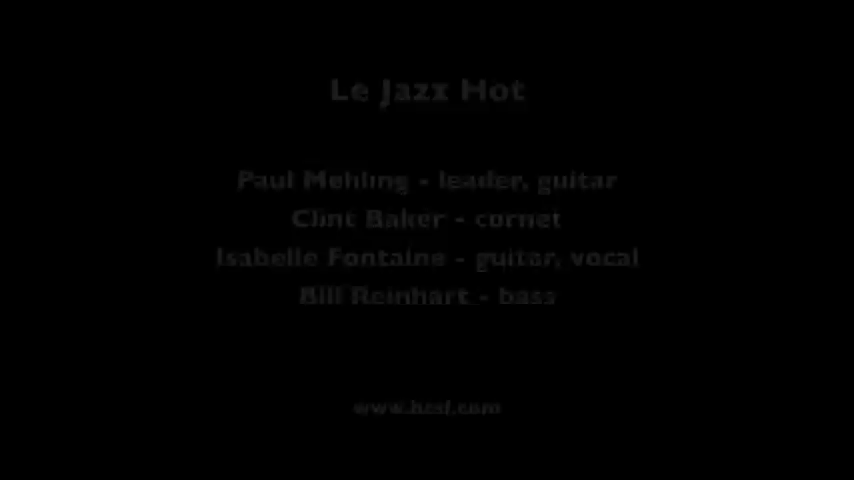 Le Jazz Hot
Paul Mehling - leader, guitar
Clint Baker - cornet
Isabelle Fontaine - guitar, vocal
Bill Reinhart - bass
www.hcsf.com